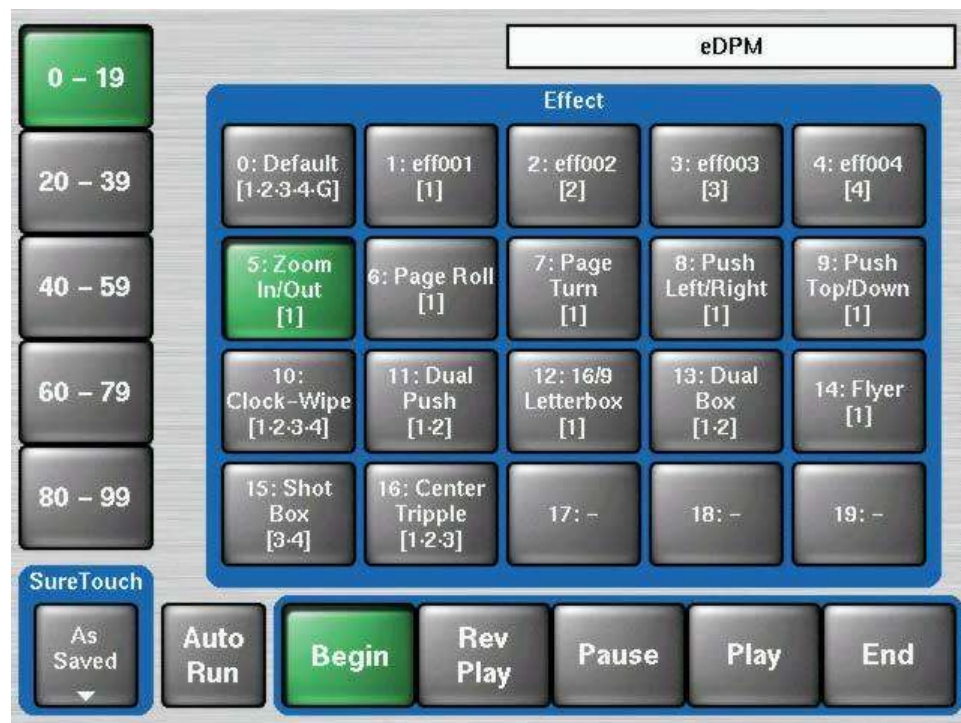 eDPM
0 – 19
20 – 39
40 – 59
60 – 79
80 – 99
Effect
0: Default
[1·2·3·4·G]
1: eff001
[1]
2: eff002
[2]
3: eff003
[3]
4: eff004
[4]
5: Zoom
In/Out
[1]
6: Page Roll
[1]
7: Page
Turn
[1]
8: Push
Left/Right
[1]
9: Push
Top/Down
[1]
10:
Clock–Wipe
[1·2·3·4]
11: Dual
Push
[1·2]
12: 16/9
Letterbox
[1]
13: Dual
Box
[1·2]
14: Flyer
[1]
15: Shot
Box
[3·4]
16: Center
Tripple
[1·2·3]
17: –
18: –
19: –
SureTouch
As
Saved
Auto
Run
Begin
Rev
Play
Pause
Play
End